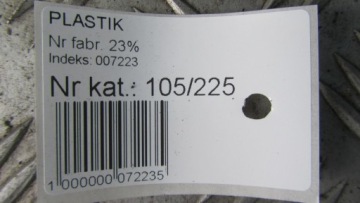 PLASTIK
Nr fabr. 23%
Indeks: 007223
Nr kat.: 105/225
1 000000 072235